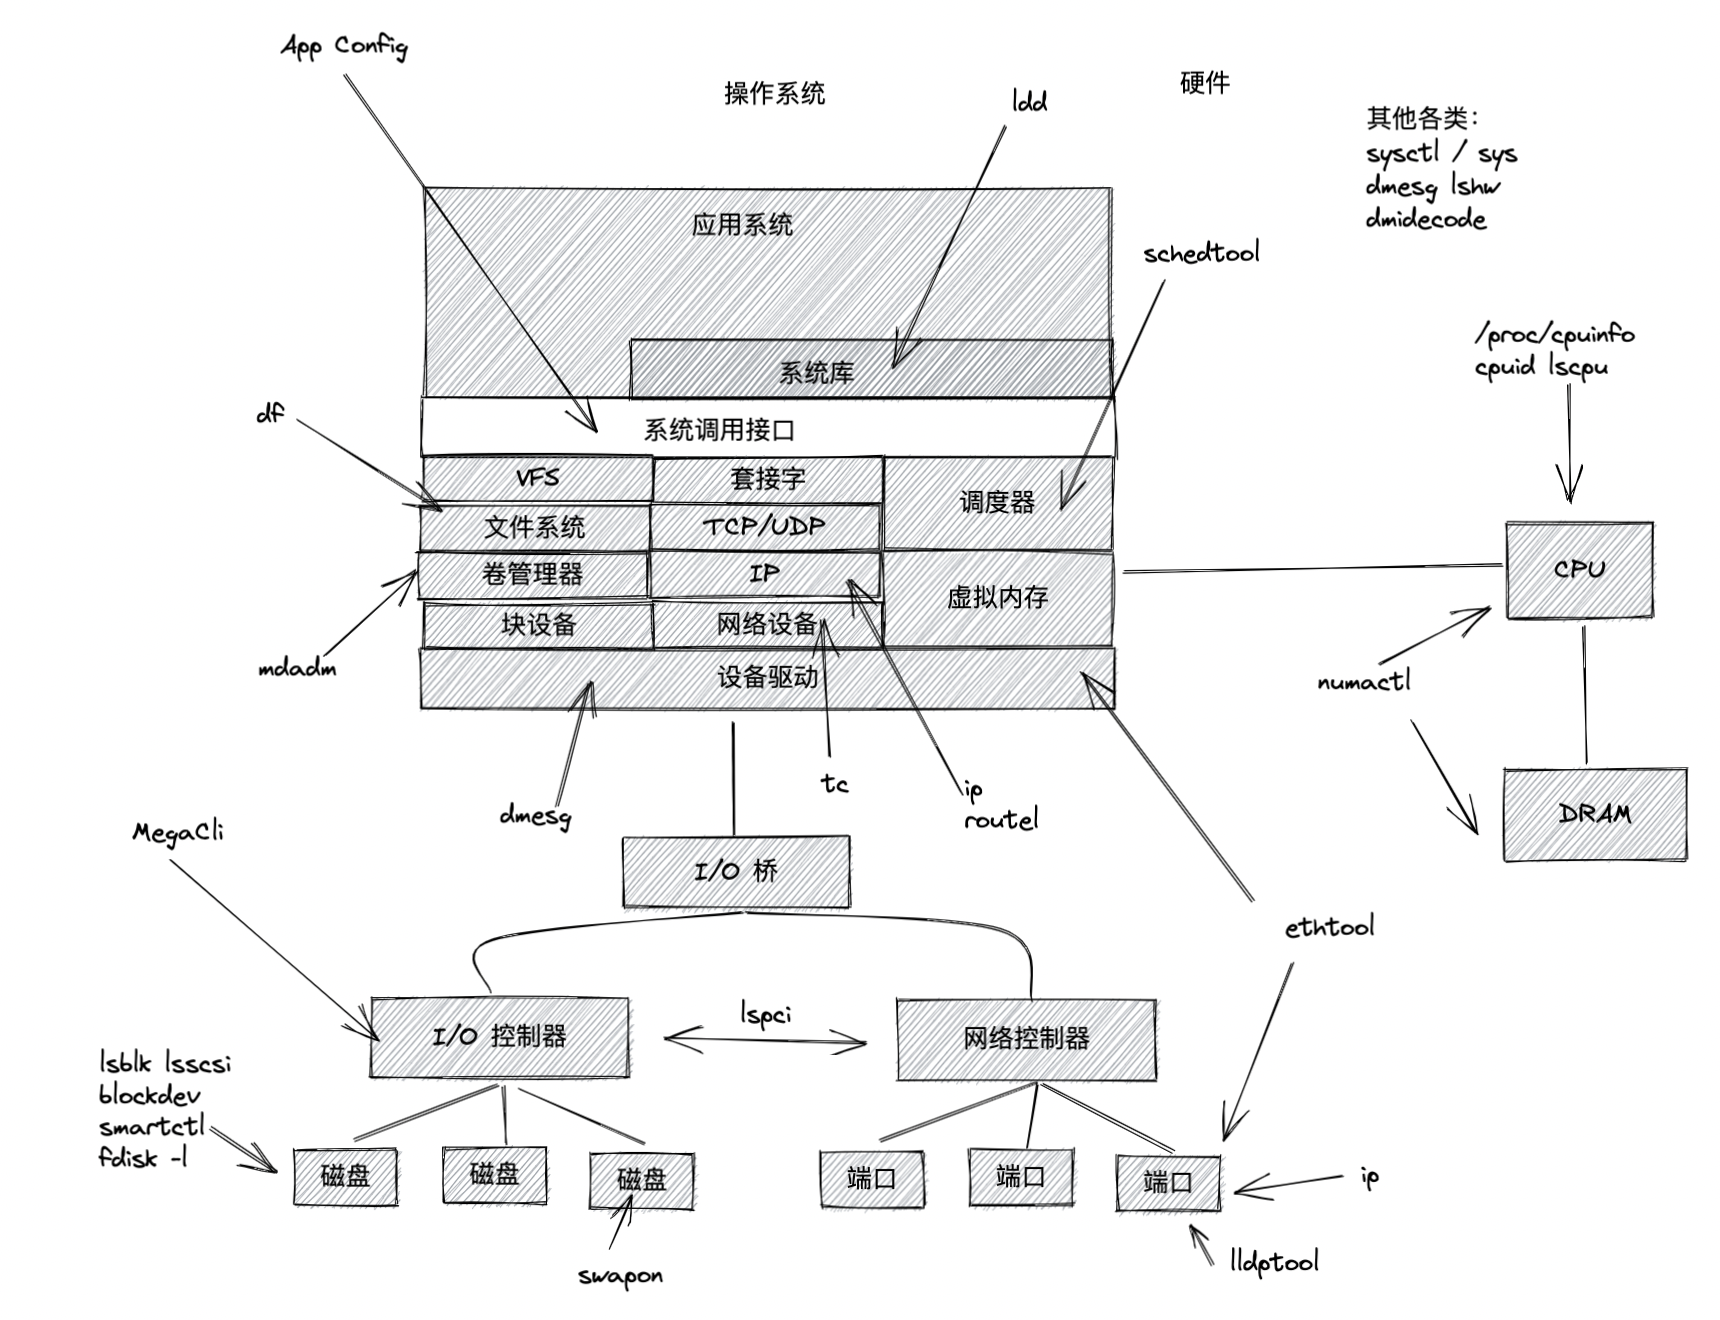 App Config
操作系统
硬件
ldd
其他各类：
sysctl / sys
dmesg lshw
dmidecode
应用系统
schedtool
系统库
/proc/cpuinfo
cpuid lscpu
df
系统调用接口
VFS
套接字
调度器
文件系统
TCP/UDP
卷管理器
IP
虚拟内存
CPU
块设备
网络设备
mdadm
设备驱动
numactl
tc
ip
routel
dmesg
MegaCli
DRAM
I/O 桥
ethtool
lspci
I/O 控制器
网络控制器
lsblk lsscsi
blockdev
smartctl
fdisk -l
磁盘
磁盘
磁盘
端口
端口
端口
ip
swapon
lldptool